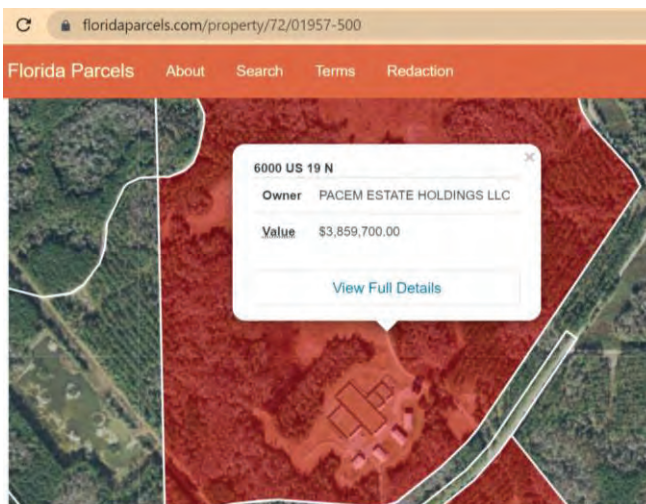 floridaparcels.com/property/72/01957-500
Florida Parcels About Search Terms Redaction
6000 US 19 N
Owner PACEM ESTATE HOLDINGS LLC
Value $3,859,700.00
View Full Details